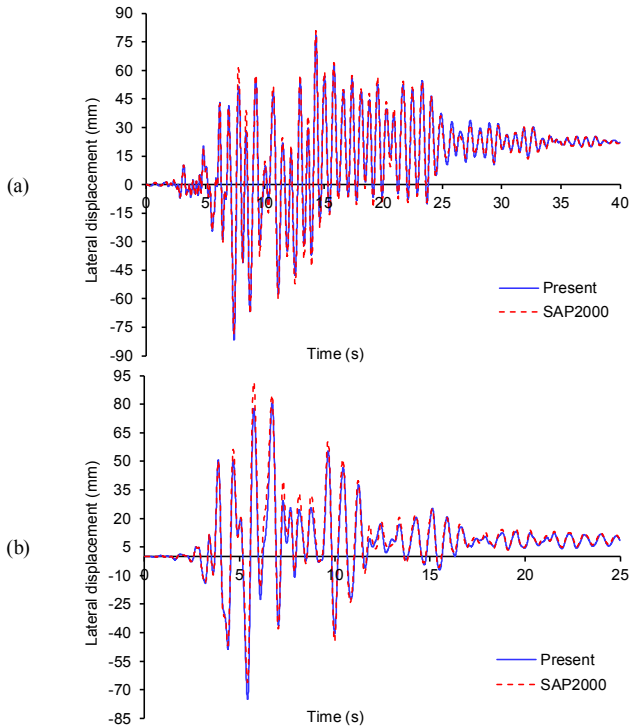 (a)
Lateral displacement (mm)
90
75
60
45
30
15
0
-15
-30
-45
-60
-75
-90
0 5 10 15 20 25 30 35 40
Present
SAP2000
Time (s)
(b)
Lateral displacement (mm)
95
80
65
50
35
20
5
-10
-25
-40
-55
-70
-85
0 5 10 15 20 25
Present
SAP2000
Time (s)